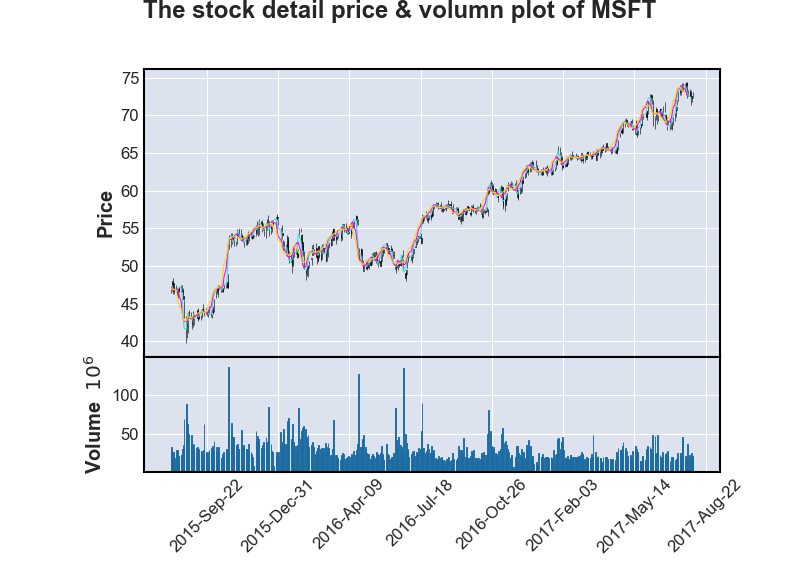 The stock detail price & volumn plot of MSFT
Price
75
70
65
60
55
50
45
40
Volume 10^6
100
50
2015-Sep-22
2015-Dec-31
2016-Apr-09
2016-Jul-18
2016-Oct-26
2017-Feb-03
2017-May-14
2017-Aug-22